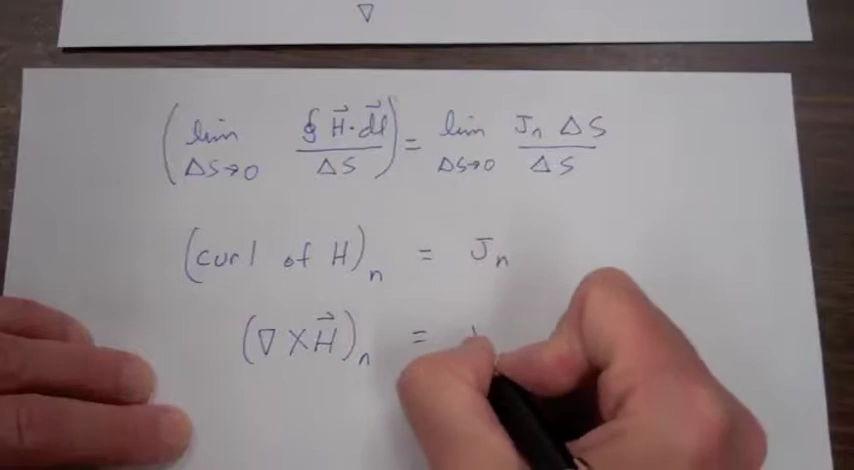 ∇
( lim ΔS→0 ∮ H⃗ · dl⃗ / ΔS ) = lim ΔS→0 Jn ΔS / ΔS
(curl of H)n = Jn
(∇ × H⃗)n =